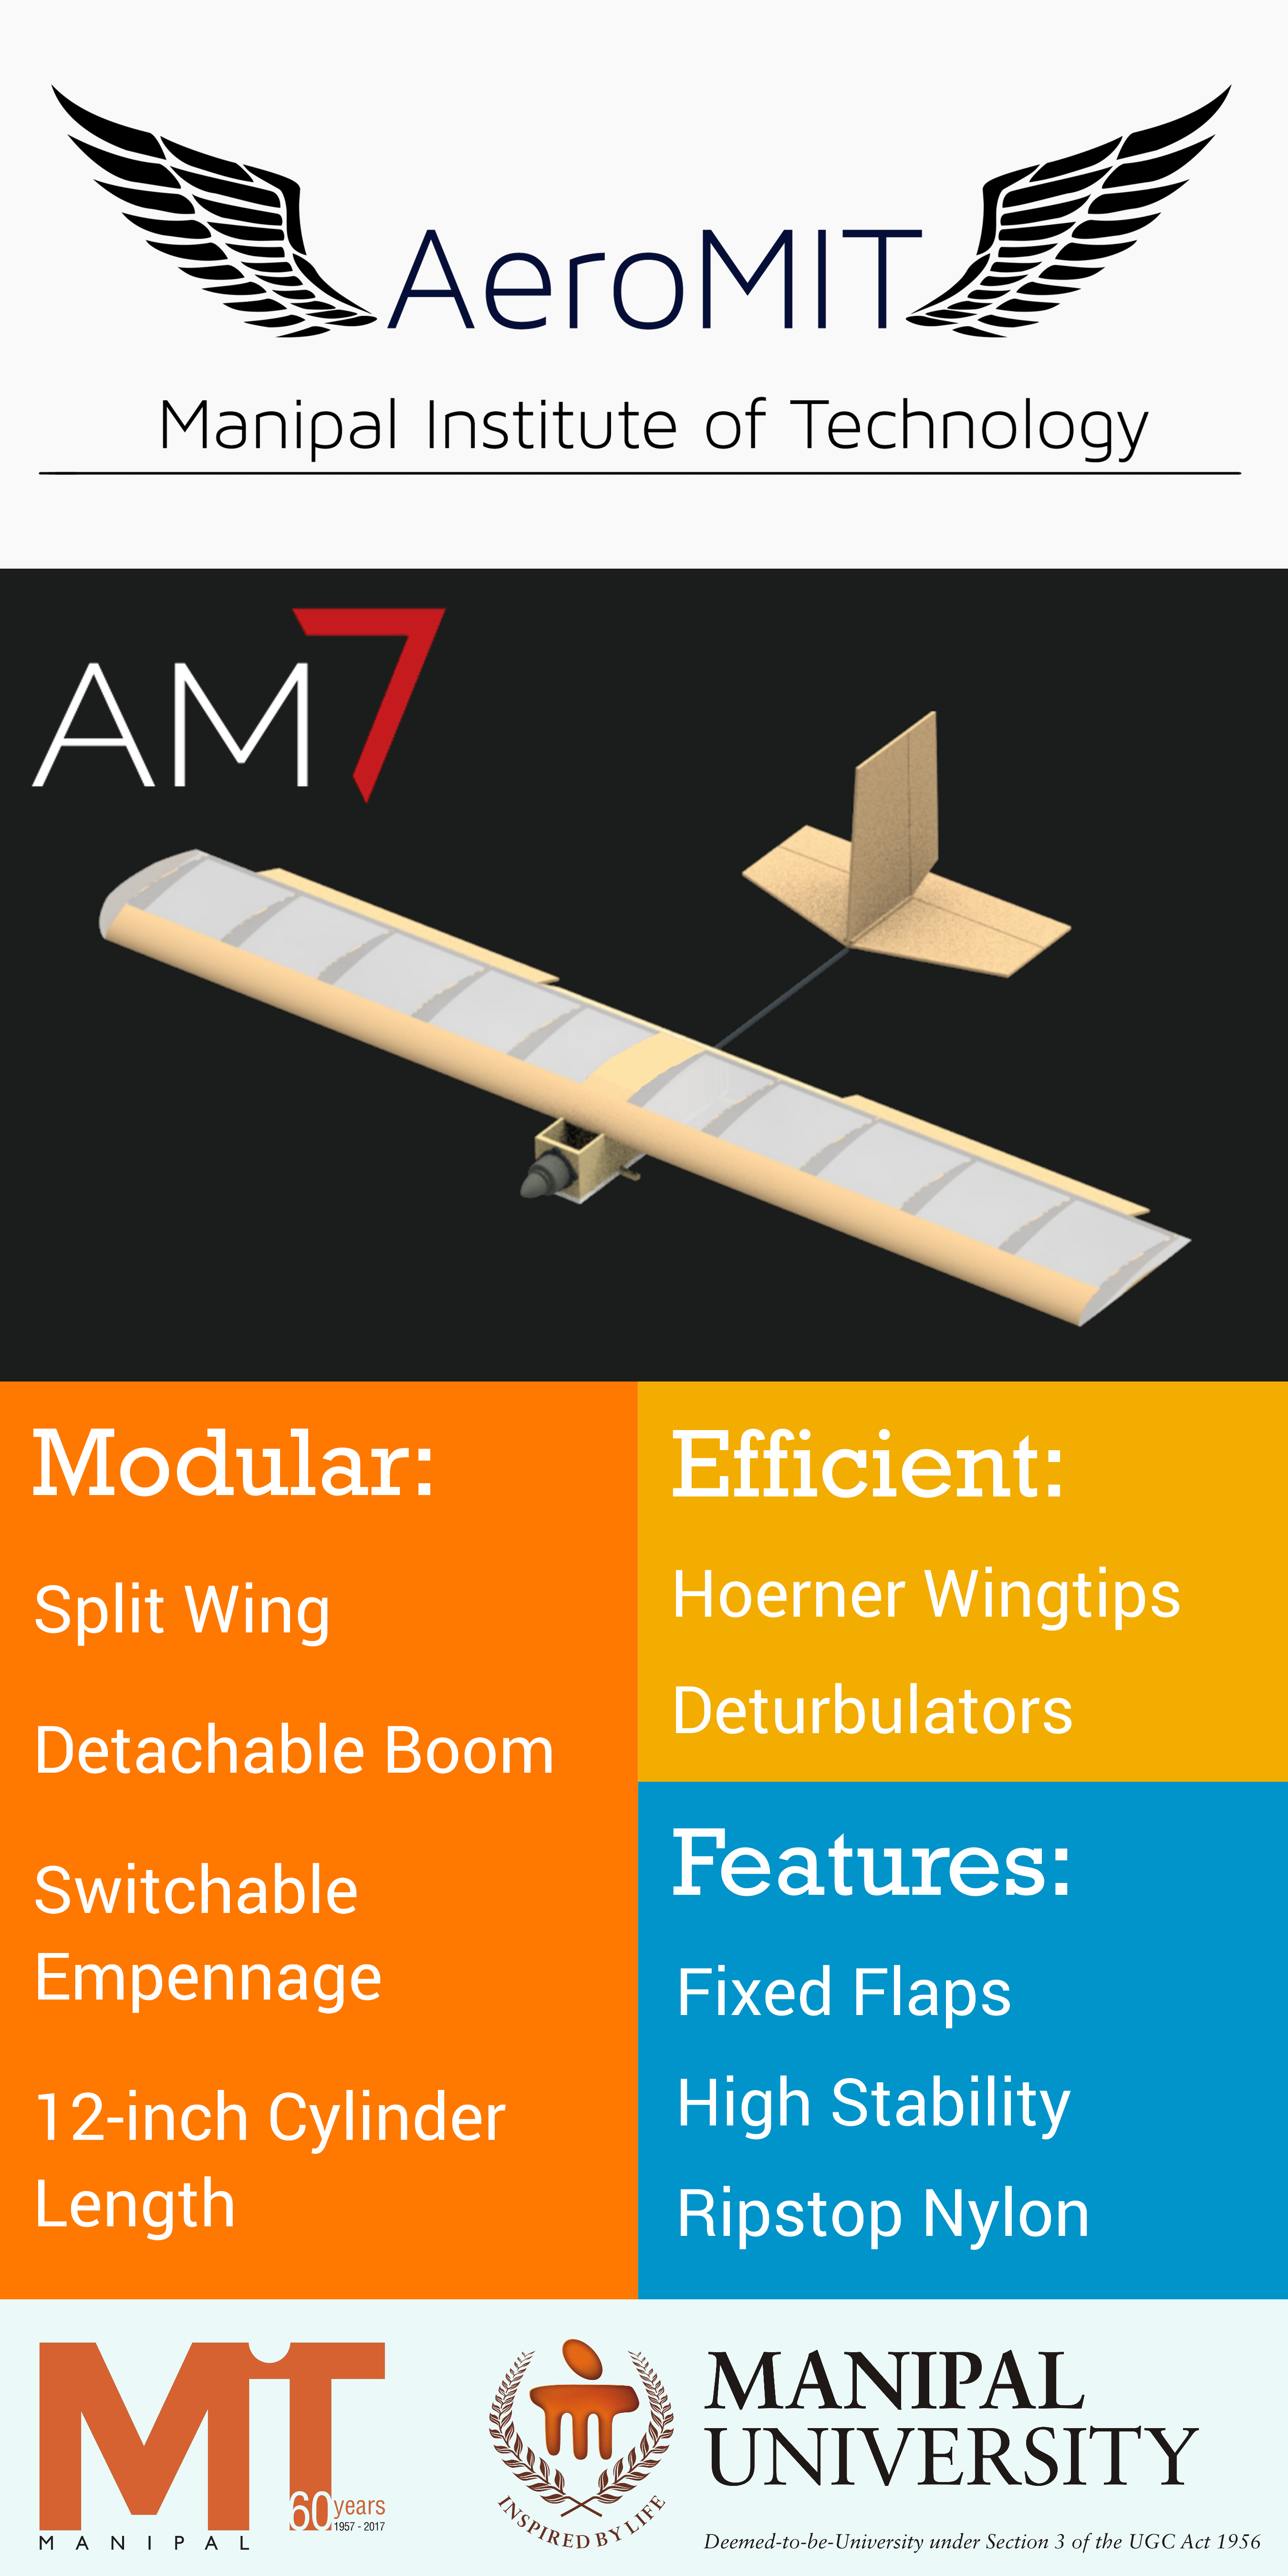 AeroMIT
Manipal Institute of Technology
AM7
Modular:
Split Wing
Detachable Boom
Switchable
Empennage
12-inch Cylinder
Length
Efficient:
Hoerner Wingtips
Deturbulators
Features:
Fixed Flaps
High Stability
Ripstop Nylon
MIT
60 years
1957 - 2017
MANIPAL
INSPIRED BY LIFE
MANIPAL
UNIVERSITY
Deemed-to-be-University under Section 3 of the UGC Act 1956